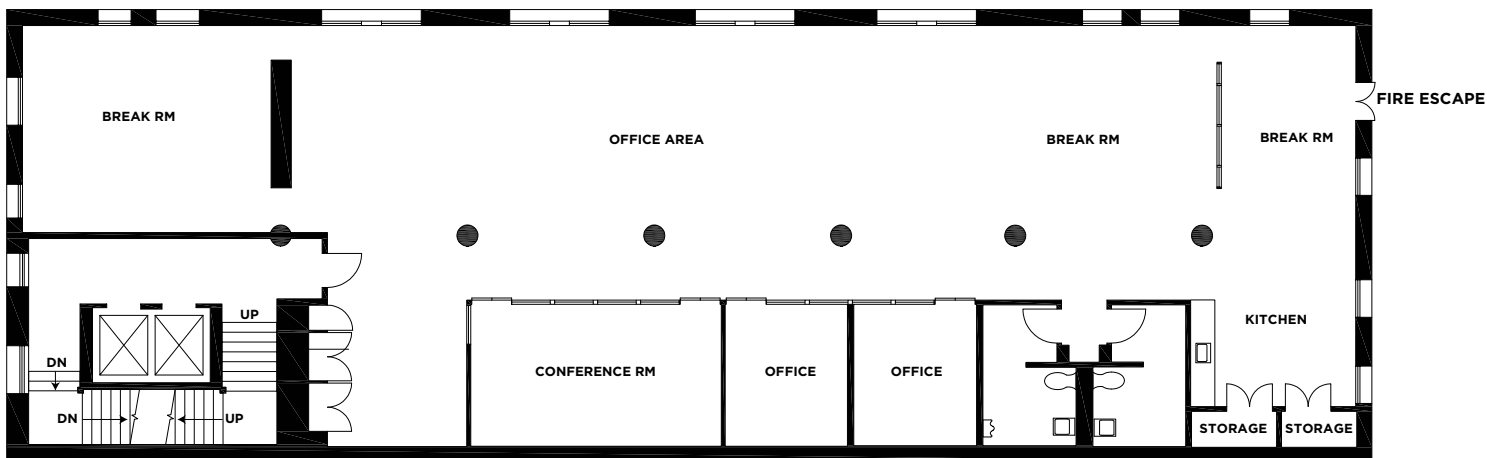 FIRE ESCAPE
BREAK RM
OFFICE AREA
BREAK RM
BREAK RM
UP
KITCHEN
DN
CONFERENCE RM
OFFICE
OFFICE
DN
UP
STORAGE
STORAGE